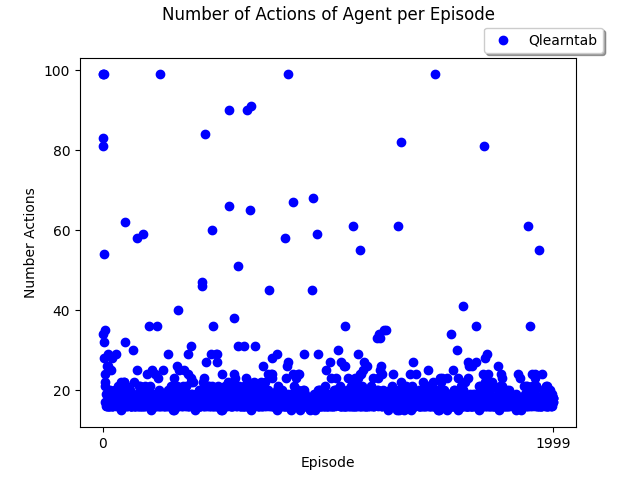 Number of Actions of Agent per Episode
Qlearntab
100
80
60
40
20
Number Actions
0
1999
Episode